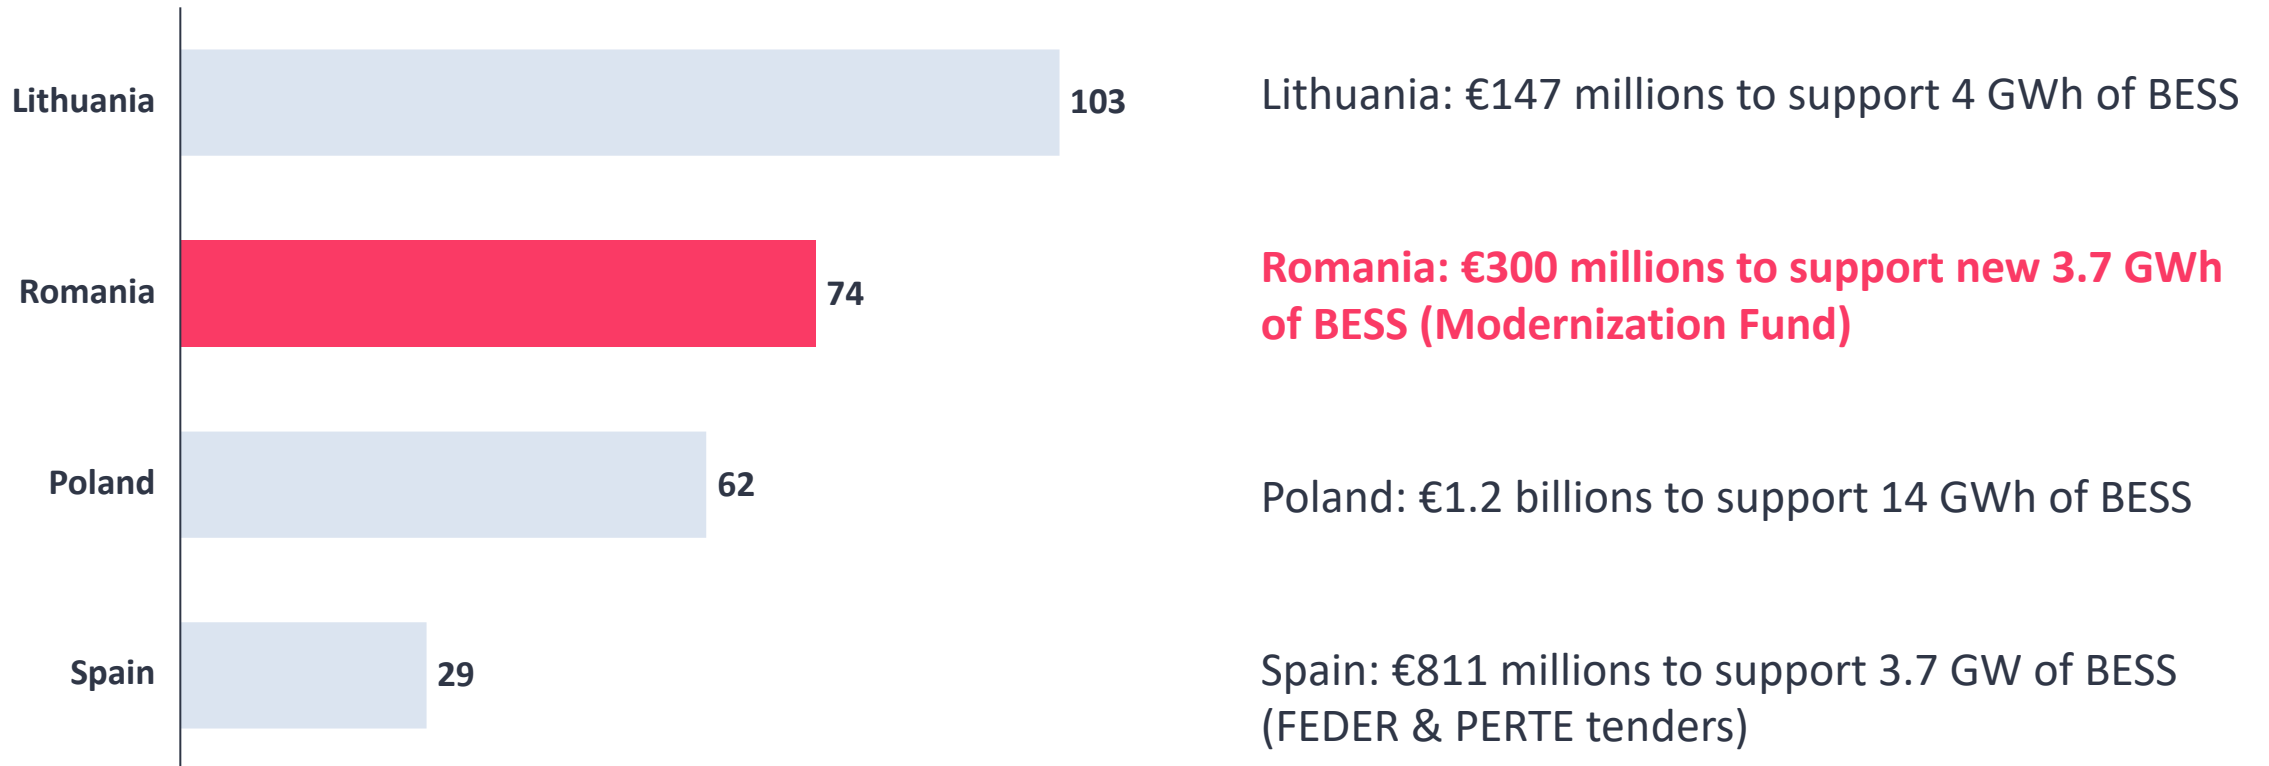 Lithuania
103
Lithuania: €147 millions to support 4 GWh of BESS
Romania
74
Romania: €300 millions to support new 3.7 GWh
of BESS (Modernization Fund)
Poland
62
Poland: €1.2 billions to support 14 GWh of BESS
Spain
29
Spain: €811 millions to support 3.7 GW of BESS
(FEDER & PERTE tenders)